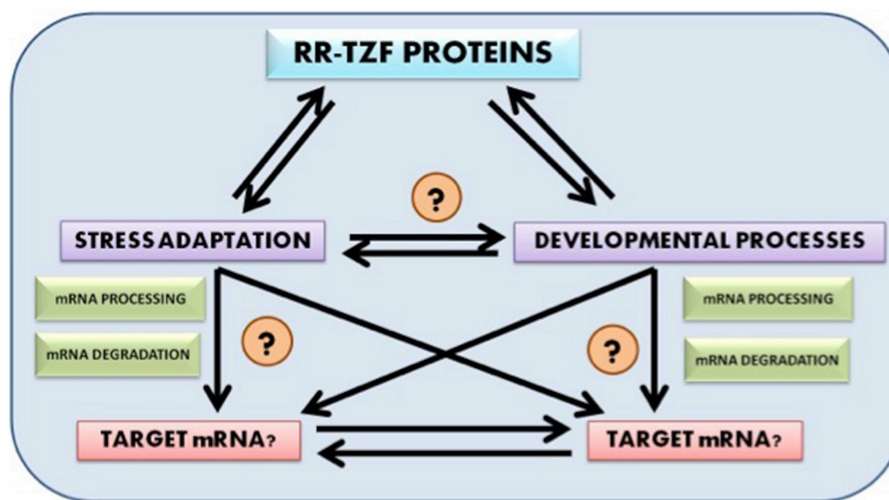 RR-TZF PROTEINS
?
STRESS ADAPTATION
DEVELOPMENTAL PROCESSES
mRNA PROCESSING
mRNA PROCESSING
?
?
mRNA DEGRADATION
mRNA DEGRADATION
TARGET mRNA?
TARGET mRNA?